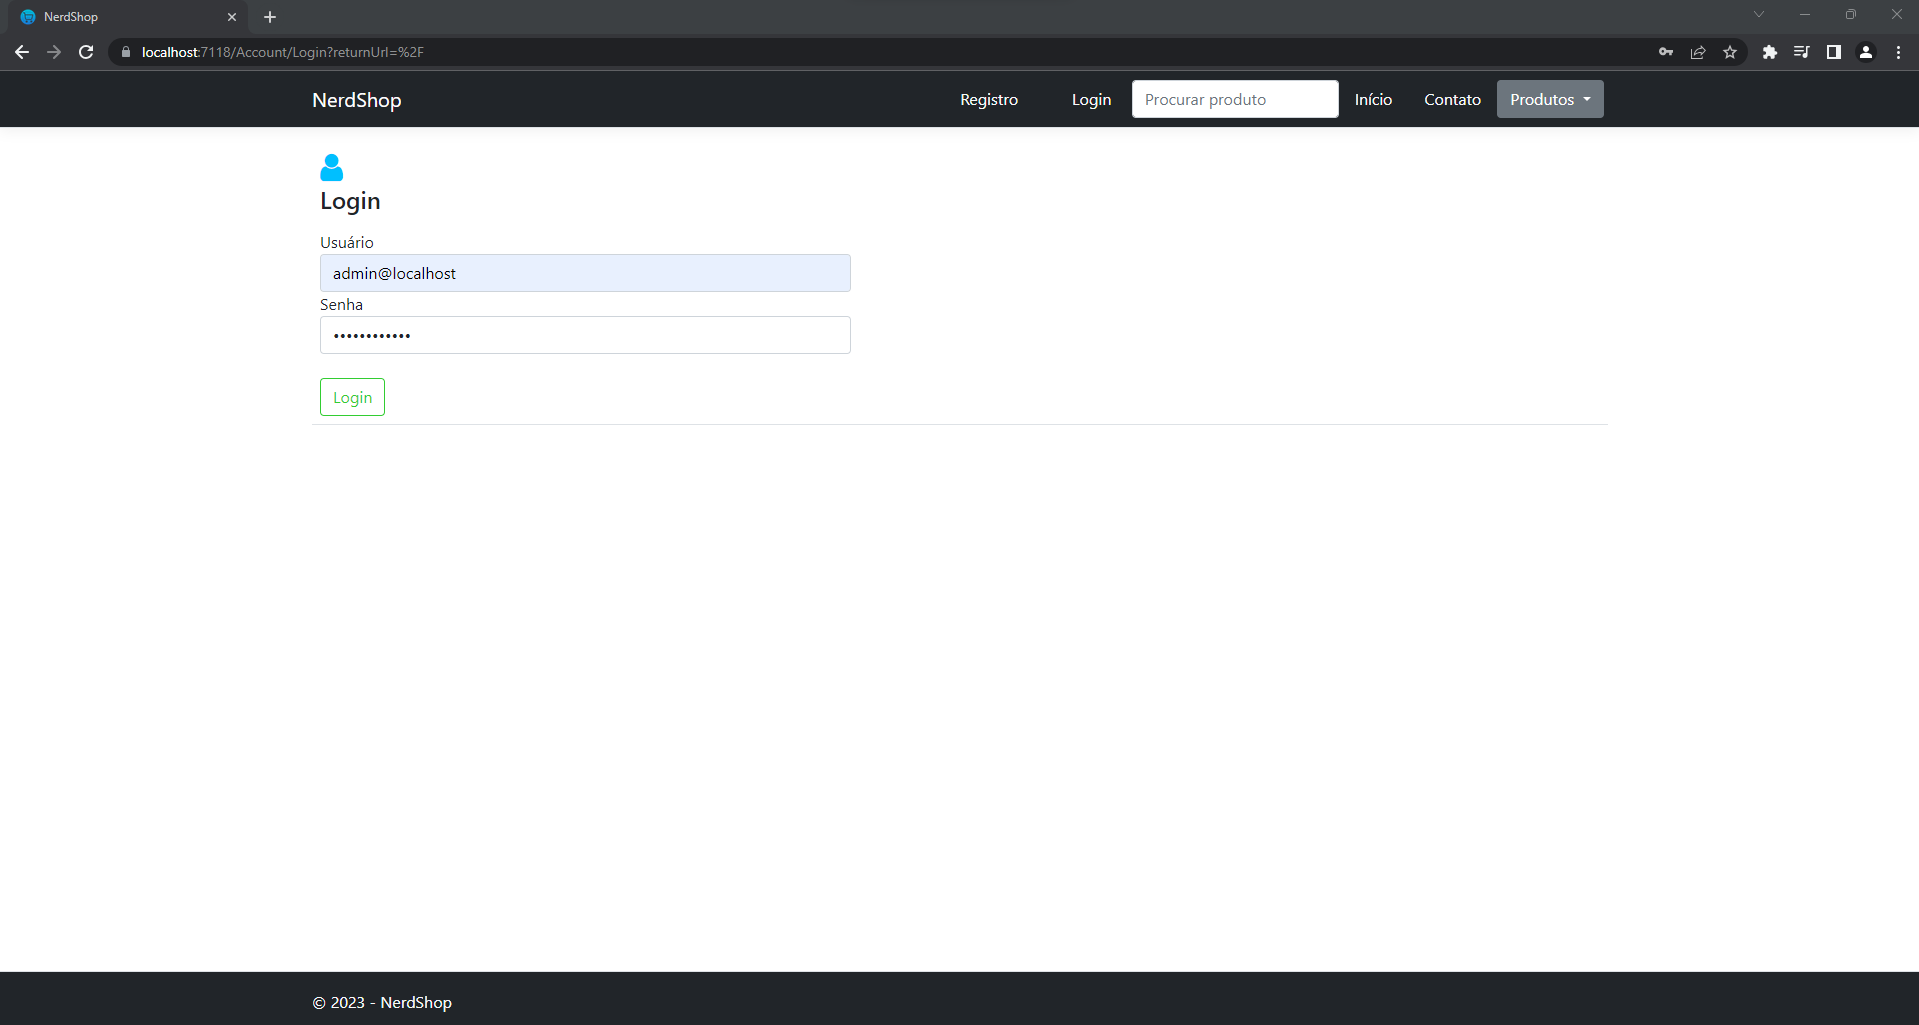 NerdShop
localhost:7118/Account/Login?returnUrl=%2F
NerdShop Registro Login Procurar produto Início Contato Produtos
Login
Usuário
admin@localhost
Senha
••••••••••••
Login
© 2023 - NerdShop